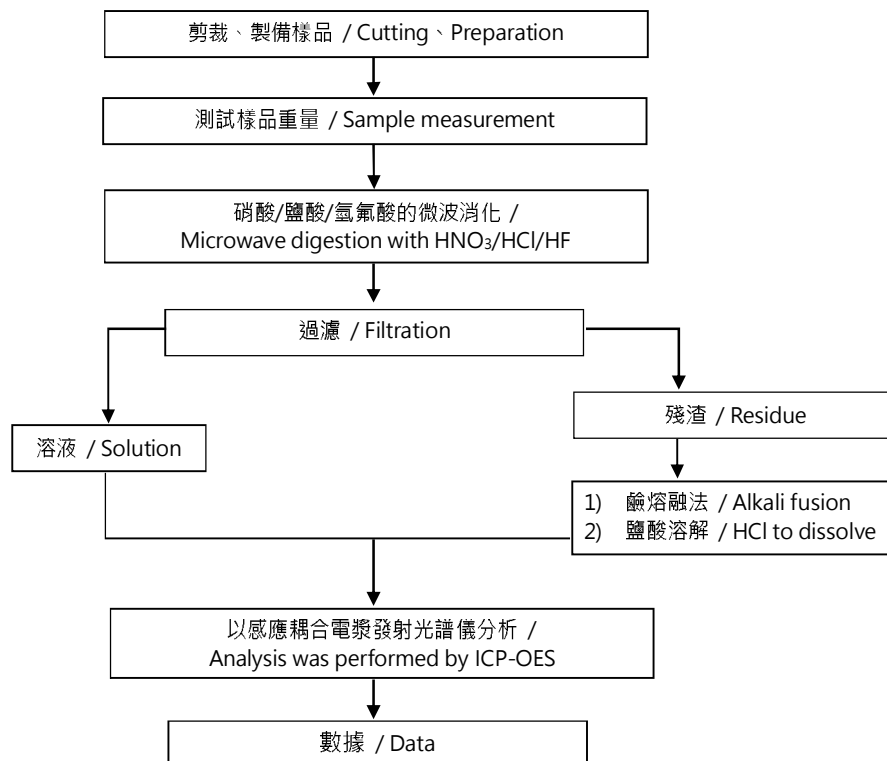 剪裁、製備樣品 / Cutting、Preparation
測試樣品重量 / Sample measurement
硝酸/鹽酸/氫氟酸的微波消化 /
Microwave digestion with HNO₃/HCl/HF
過濾 / Filtration
溶液 / Solution
殘渣 / Residue
1) 鹼熔融法 / Alkali fusion
2) 鹽酸溶解 / HCl to dissolve
以感應耦合電漿發射光譜儀分析 /
Analysis was performed by ICP-OES
數據 / Data